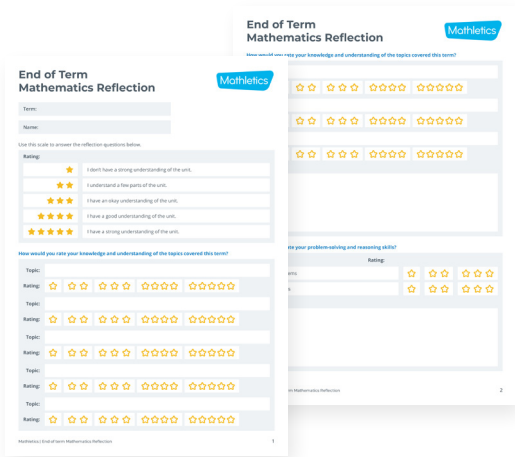 End of Term
Mathematics Reflection
Mathletics
Term:
Name:
Use this scale to answer the reflection questions below.
Rating:
I don't have a strong understanding of the unit.
I understand a few parts of the unit.
I have an okay understanding of the unit.
I have a good understanding of the unit.
I have a strong understanding of the unit.
How would you rate your knowledge and understanding of the topics covered this term?
Topic:
Rating:
Topic:
Rating:
Topic:
Rating:
Topic:
Rating:
Topic:
Rating:
Mathletics | End of term Mathematics Reflection 1
End of Term
Mathematics Reflection
Mathletics
How would you rate your knowledge and understanding of the topics covered this term?
rate your problem-solving and reasoning skills?
Rating:
Mathematics Reflection 2